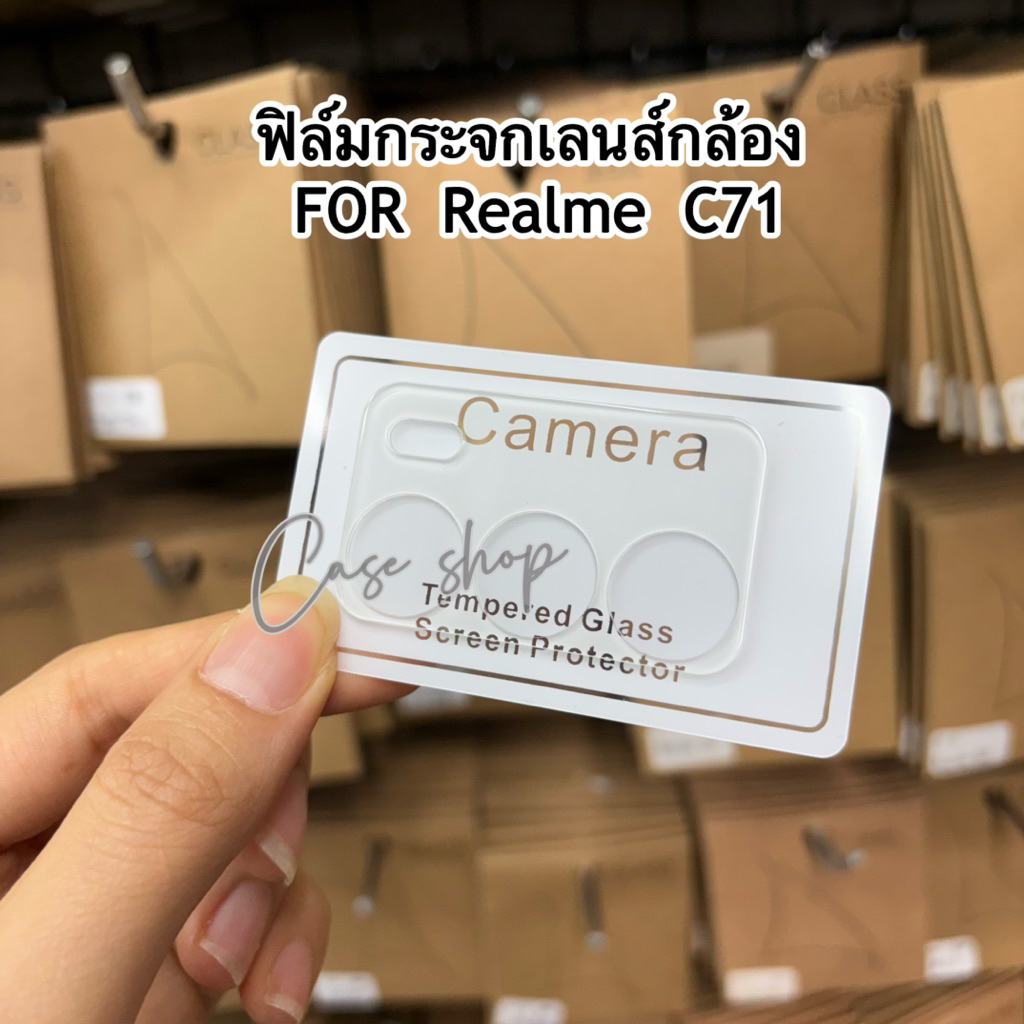 ฟิล์มกระจกเลนส์กล้อง
FOR Realme C71
CLASS
Camera
Case shop
Tempered Glass
Screen Protector